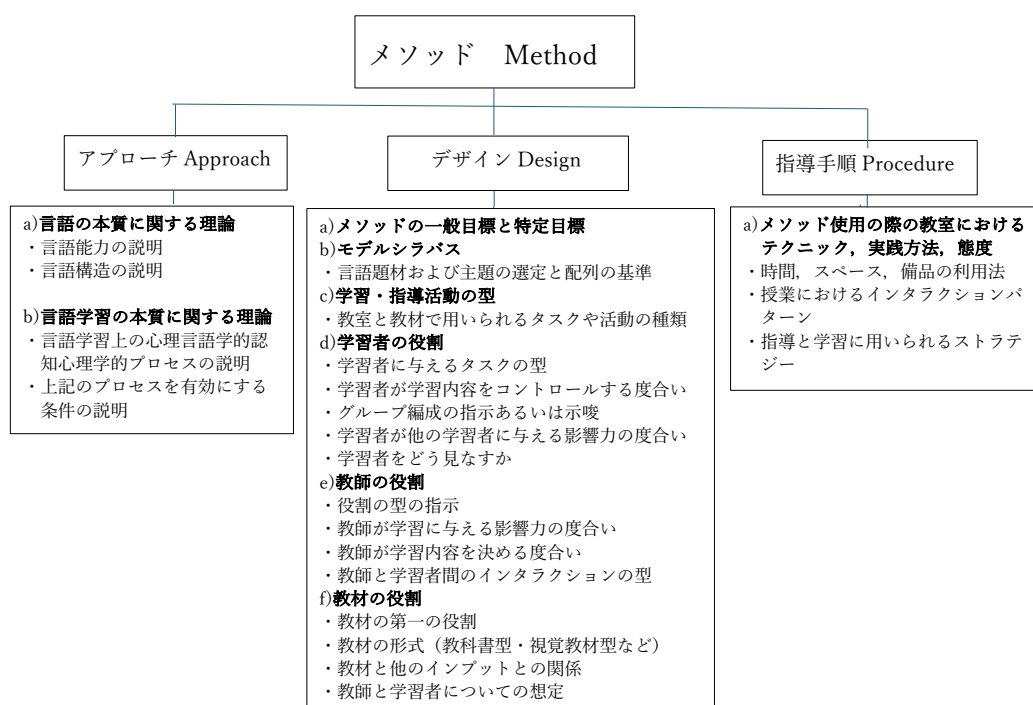 メソッド　Method
アプローチ Approach
a)言語の本質に関する理論
・言語能力の説明
・言語構造の説明
b)言語学習の本質に関する理論
・言語学習上の心理言語学的認
知心理学的プロセスの説明
・上記のプロセスを有効にする
条件の説明
デザイン Design
a)メソッドの一般目標と特定目標
b)モデルシラバス
・言語題材および主題の選定と配列の基準
c)学習・指導活動の型
・教室と教材で用いられるタスクや活動の種類
d)学習者の役割
・学習者に与えるタスクの型
・学習者が学習内容をコントロールする度合い
・グループ編成の指示あるいは示唆
・学習者が他の学習者に与える影響力の度合い
・学習者をどう見なすか
e)教師の役割
・役割の型の指示
・教師が学習に与える影響力の度合い
・教師が学習内容を決める度合い
・教師と学習者間のインタラクションの型
f)教材の役割
・教材の第一の役割
・教材の形式（教科書型・視覚教材型など）
・教材と他のインプットとの関係
・教師と学習者についての想定
指導手順 Procedure
a)メソッド使用の際の教室における
テクニック，実践方法，態度
・時間，スペース，備品の利用法
・授業におけるインタラクションパ
ターン
・指導と学習に用いられるストラテ
ジー